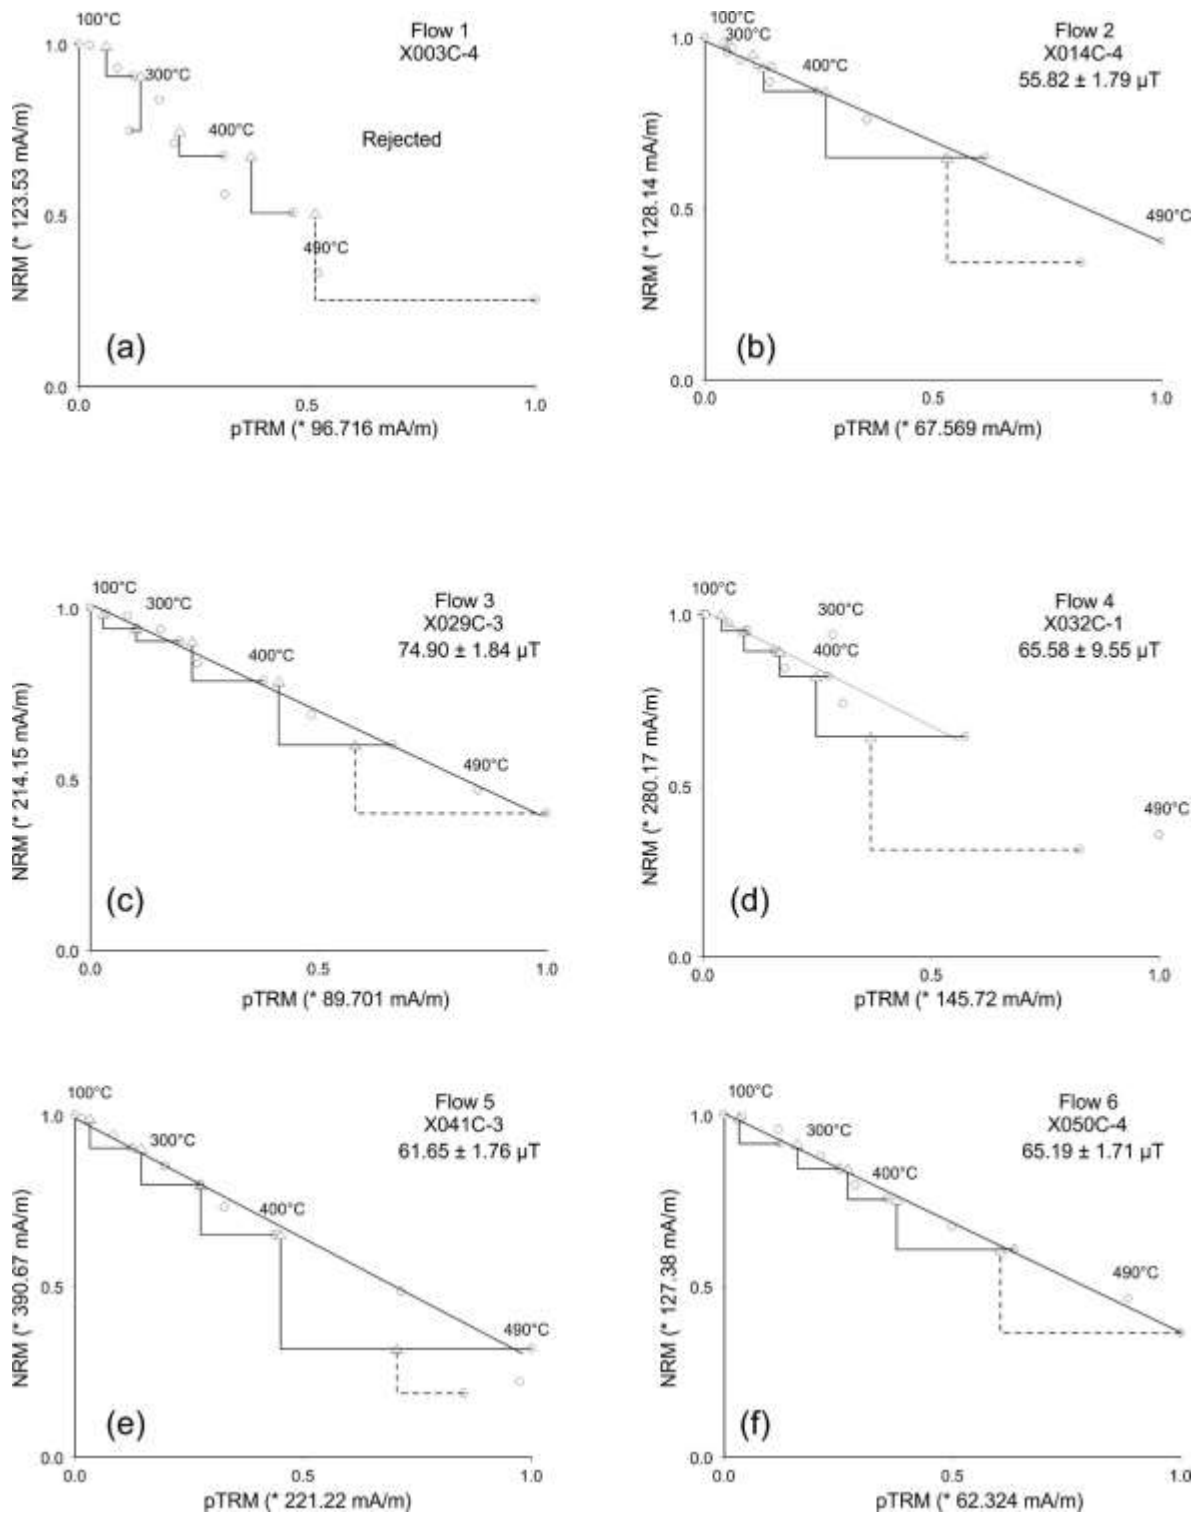 100°C
Flow 1
X003C-4
1.0
300°C
400°C
Rejected
0.5
490°C
NRM (* 123.53 mA/m)
(a)
0.0
0.0
0.5
1.0
pTRM (* 96.716 mA/m)
100°C
300°C
Flow 2
X014C-4
55.82 ± 1.79 µT
1.0
400°C
0.5
490°C
NRM (* 128.14 mA/m)
(b)
0.0
0.0
0.5
1.0
pTRM (* 67.569 mA/m)
100°C
300°C
Flow 3
X029C-3
74.90 ± 1.84 µT
1.0
400°C
490°C
0.5
NRM (* 214.15 mA/m)
(c)
0.0
0.0
0.5
1.0
pTRM (* 89.701 mA/m)
100°C
300°C
Flow 4
X032C-1
65.58 ± 9.55 µT
1.0
400°C
0.5
490°C
NRM (* 280.17 mA/m)
(d)
0.0
0.0
0.5
1.0
pTRM (* 145.72 mA/m)
100°C
Flow 5
X041C-3
61.65 ± 1.76 µT
1.0
300°C
400°C
0.5
490°C
NRM (* 390.67 mA/m)
(e)
0.0
0.0
0.5
1.0
pTRM (* 221.22 mA/m)
100°C
Flow 6
X050C-4
65.19 ± 1.71 µT
1.0
300°C
400°C
0.5
490°C
NRM (* 127.38 mA/m)
(f)
0.0
0.0
0.5
1.0
pTRM (* 62.324 mA/m)